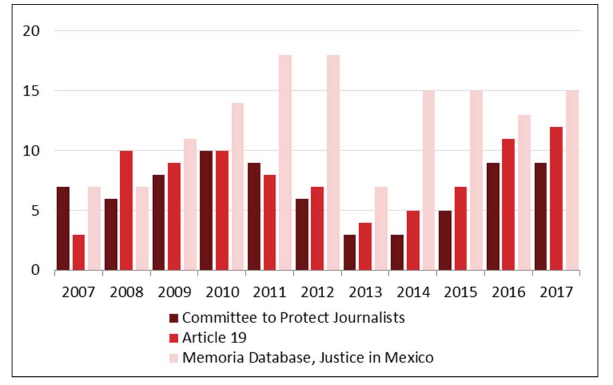 20
15
10
5
0
2007 2008 2009 2010 2011 2012 2013 2014 2015 2016 2017
Committee to Protect Journalists
Article 19
Memoria Database, Justice in Mexico